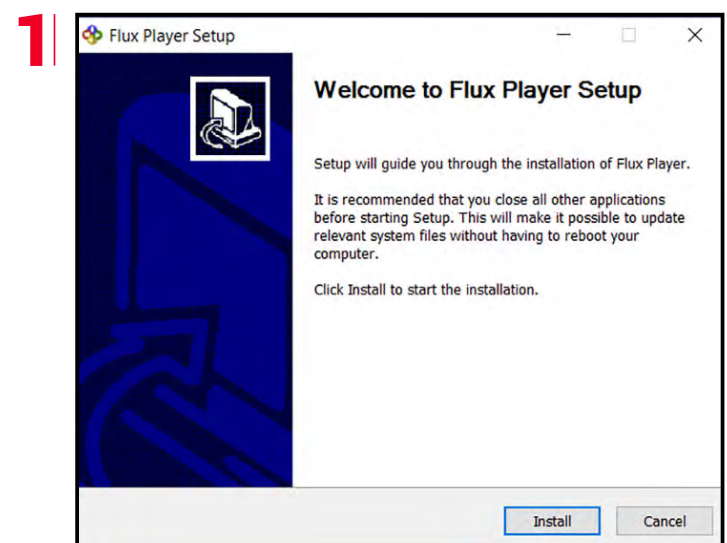 1
Flux Player Setup
Welcome to Flux Player Setup
Setup will guide you through the installation of Flux Player.
It is recommended that you close all other applications
before starting Setup. This will make it possible to update
relevant system files without having to reboot your
computer.
Click Install to start the installation.
Install Cancel